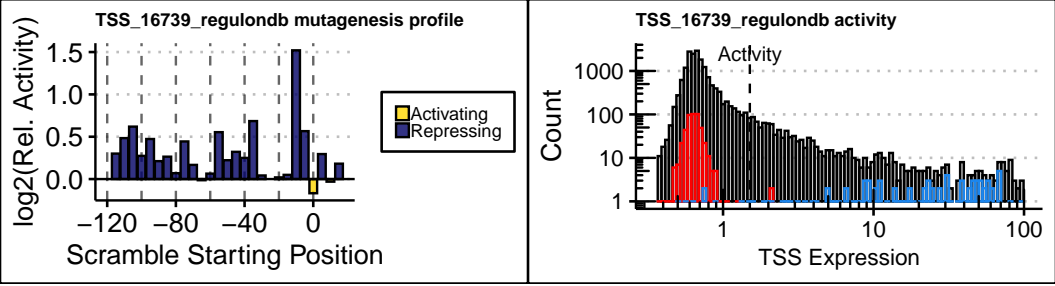 TSS_16739_regulondb mutagenesis profile
log2(Rel. Activity)
1.5
1.0
0.5
0.0
−120
−80
−40
0
Scramble Starting Position
Activating
Repressing
TSS_16739_regulondb activity
Activity
Count
1000
100
10
1
1
10
100
TSS Expression